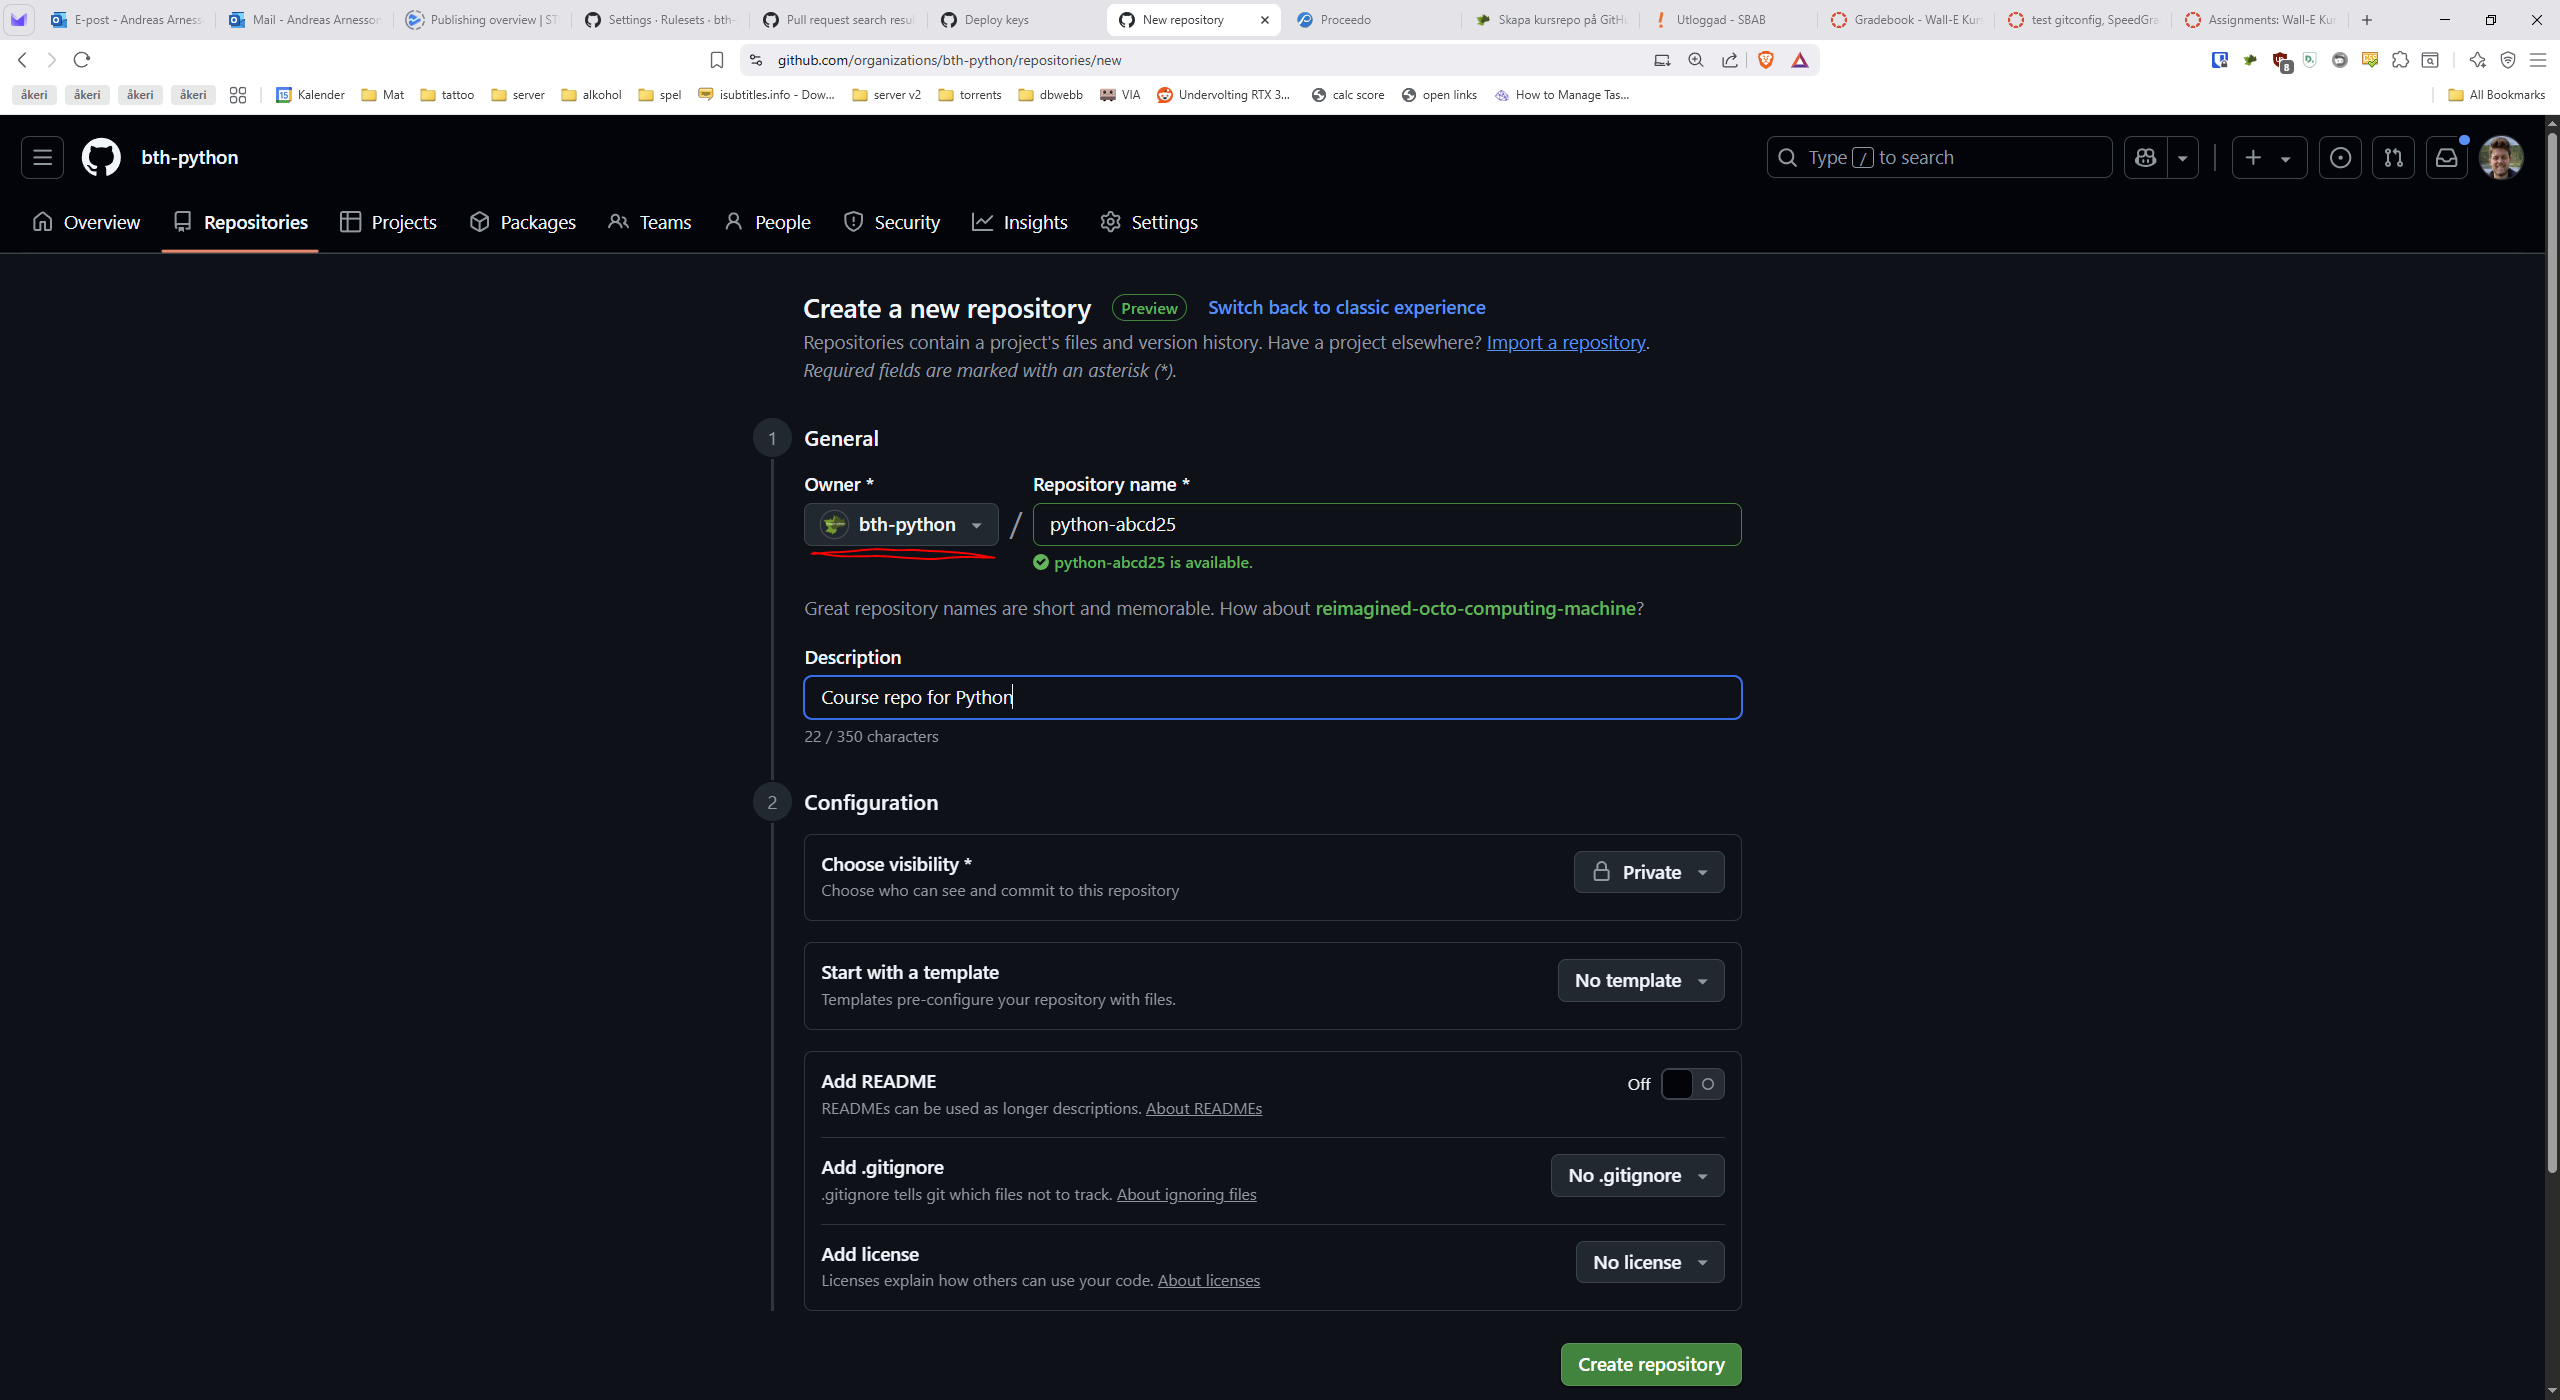 E-post - Andreas Arness
Mail - Andreas Arnesson
Publishing overview | ST
Settings · Rulesets · bth-
Pull request search resul
Deploy keys
New repository
Proceedo
Skapa kursrepo på GitHu
Utloggad - SBAB
Gradebook - Wall-E Kur
test gitconfig, SpeedGra
Assignments: Wall-E Kur
github.com/organizations/bth-python/repositories/new
8
åkeri
åkeri
åkeri
åkeri
Kalender
Mat
tattoo
server
alkohol
spel
isubtitles.info - Dow...
server v2
torrents
dbwebb
VIA
Undervolting RTX 3...
calc score
open links
How to Manage Tas...
All Bookmarks
bth-python
Type / to search
Overview
Repositories
Projects
Packages
Teams
People
Security
Insights
Settings
Create a new repository Preview Switch back to classic experience
Repositories contain a project's files and version history. Have a project elsewhere? Import a repository.
Required fields are marked with an asterisk (*).
1 General
Owner * Repository name *
bth-python / python-abcd25
python-abcd25 is available.
Great repository names are short and memorable. How about reimagined-octo-computing-machine?
Description
Course repo for Python
22 / 350 characters
2 Configuration
Choose visibility * Private
Choose who can see and commit to this repository
Start with a template No template
Templates pre-configure your repository with files.
Add README Off
READMEs can be used as longer descriptions. About READMEs
Add .gitignore No .gitignore
.gitignore tells git which files not to track. About ignoring files
Add license No license
Licenses explain how others can use your code. About licenses
Create repository